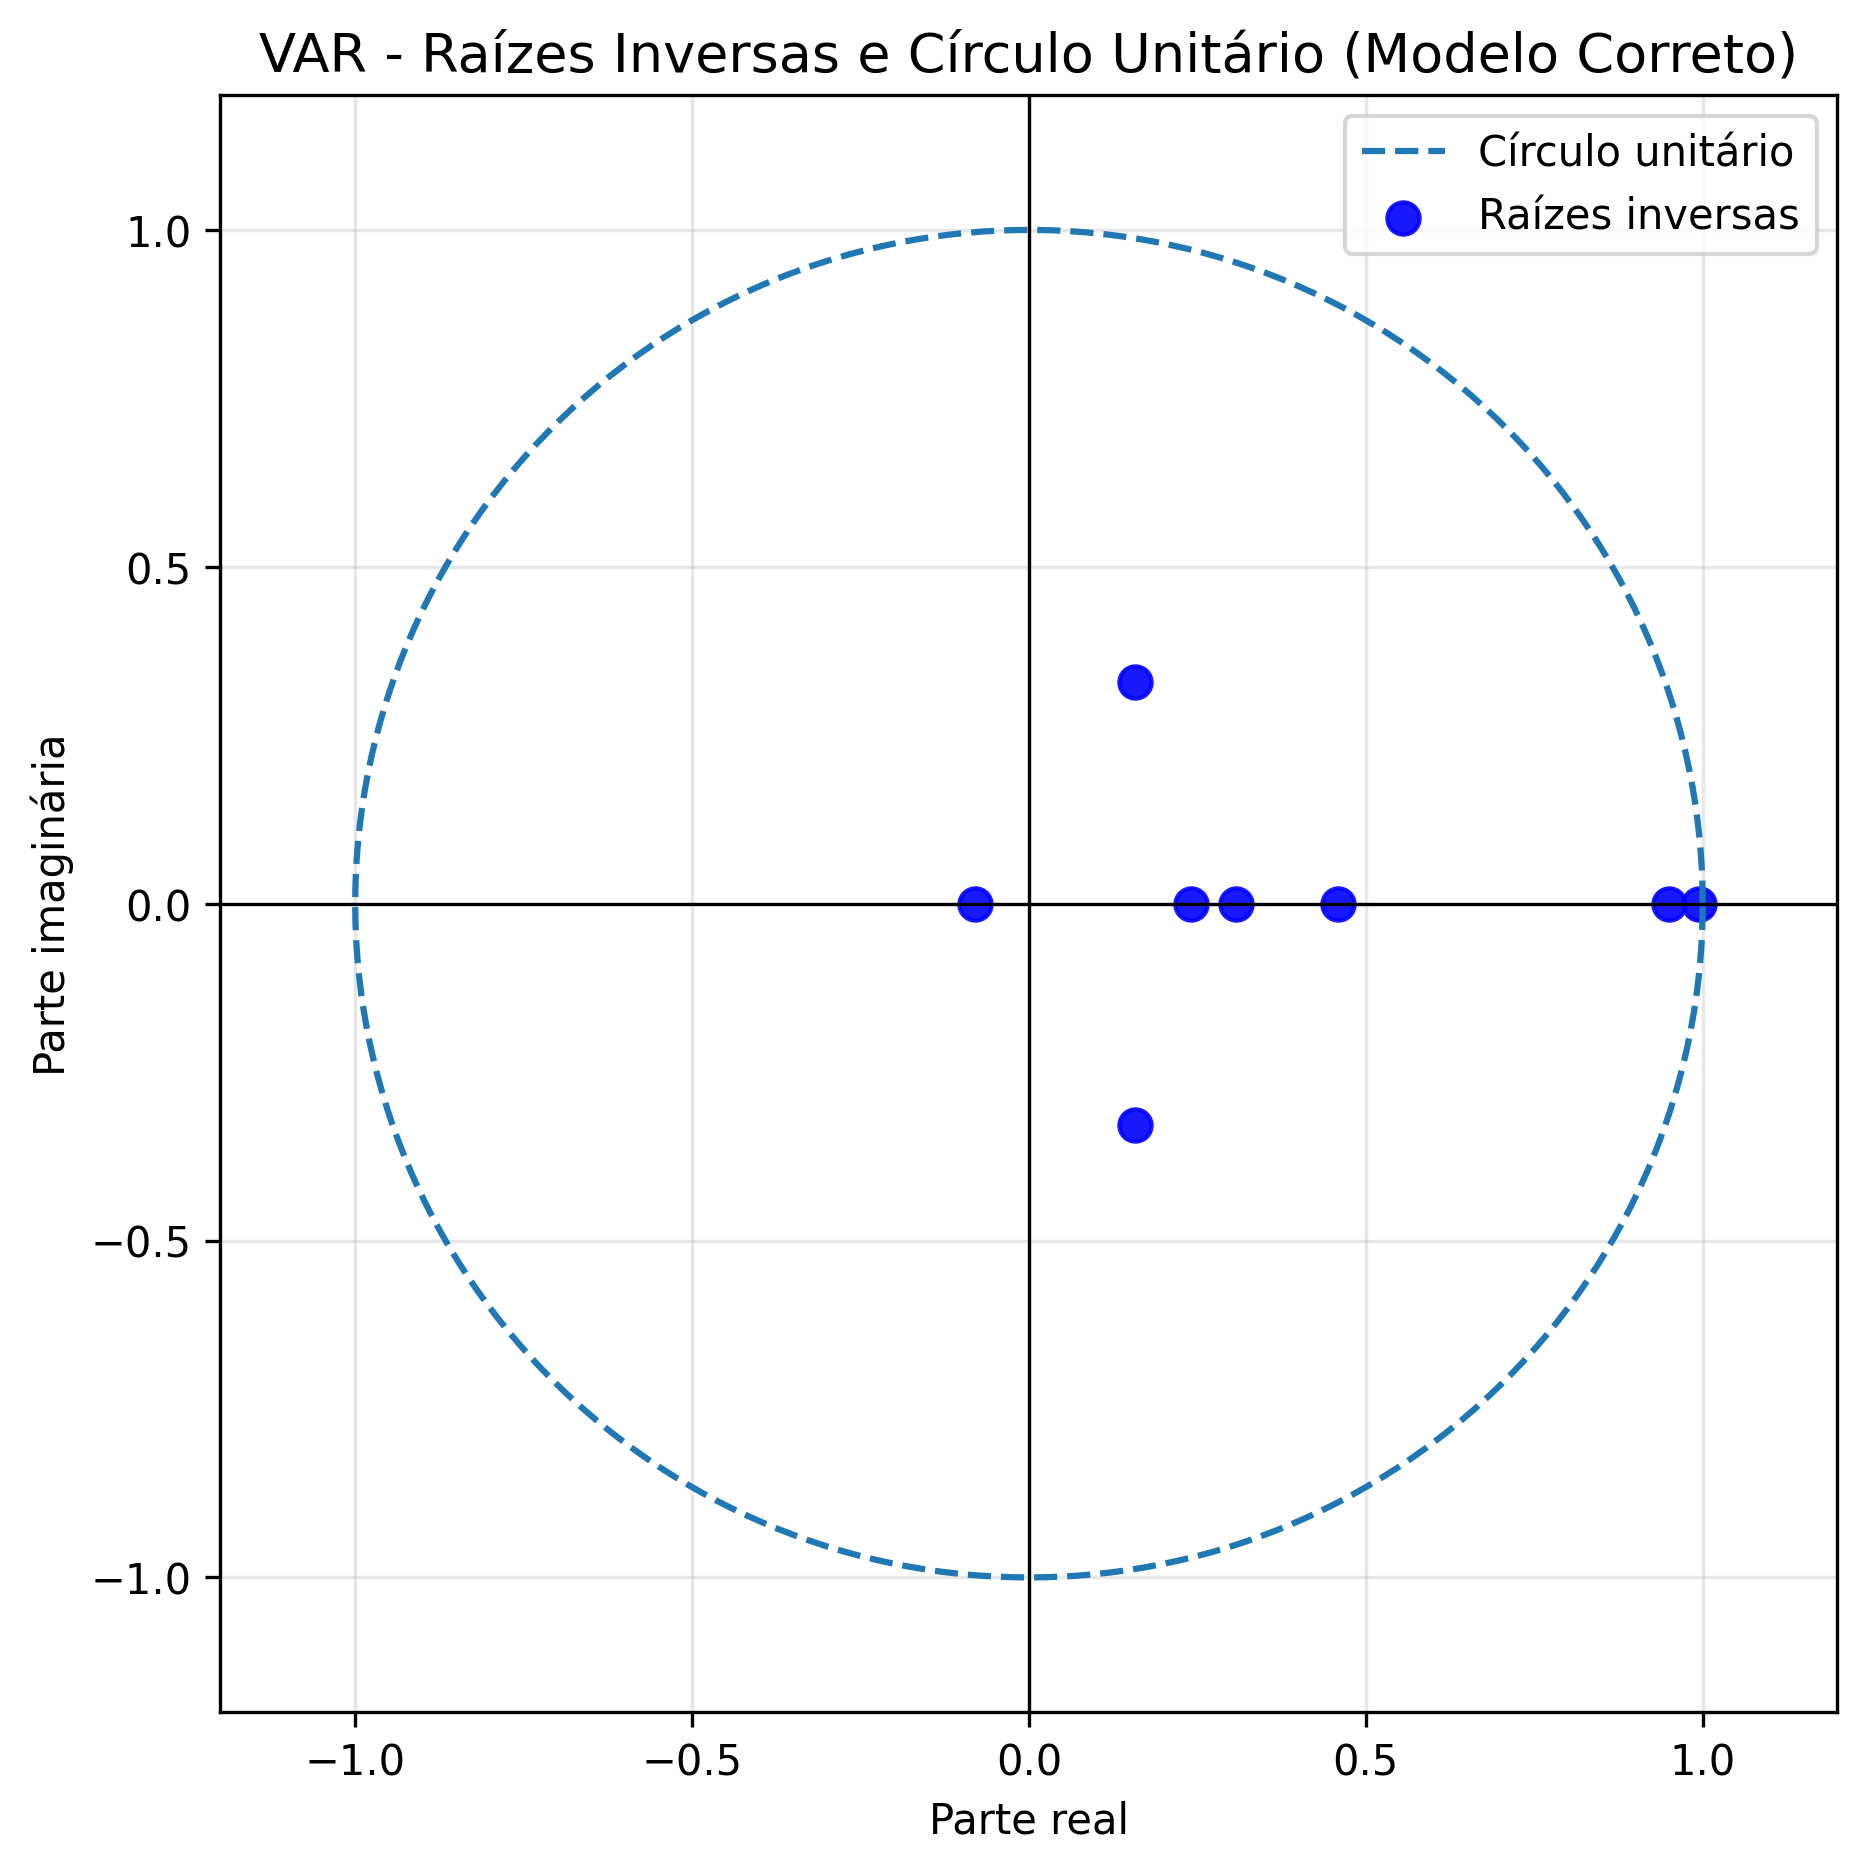 VAR - Raízes Inversas e Círculo Unitário (Modelo Correto)
Círculo unitário
Raízes inversas
1.0
0.5
0.0
−0.5
−1.0
Parte imaginária
−1.0
−0.5
0.0
0.5
1.0
Parte real